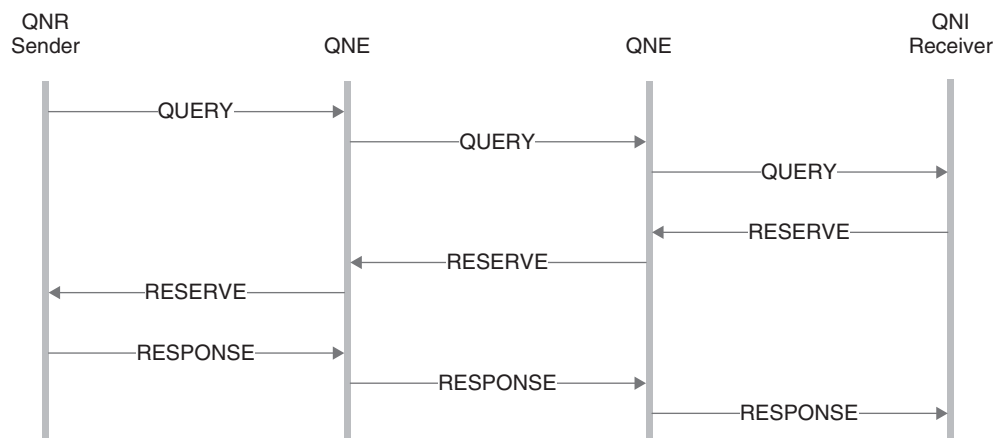 QNR
Sender
QNE
QNE
QNI
Receiver
QUERY
QUERY
QUERY
RESERVE
RESERVE
RESERVE
RESPONSE
RESPONSE
RESPONSE